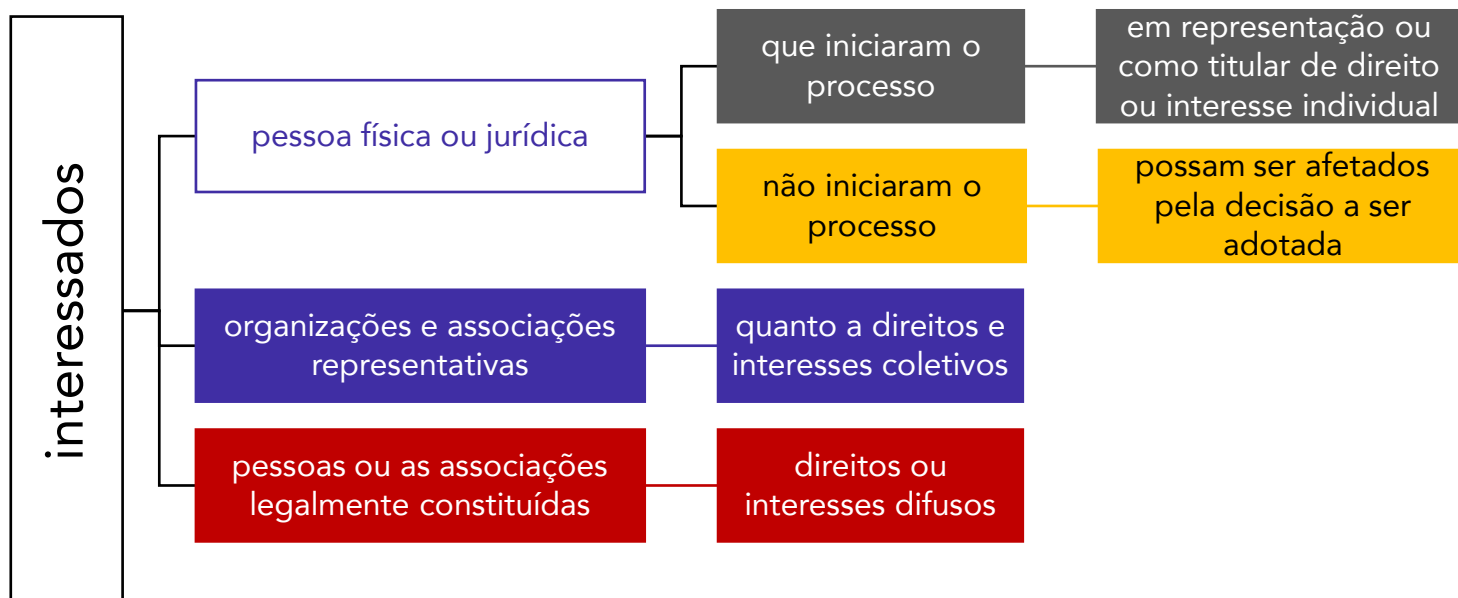 interessados
pessoa física ou jurídica
que iniciaram o
processo
em representação ou
como titular de direito
ou interesse individual
não iniciaram o
processo
possam ser afetados
pela decisão a ser
adotada
organizações e associações
representativas
quanto a direitos e
interesses coletivos
pessoas ou as associações
legalmente constituídas
direitos ou
interesses difusos